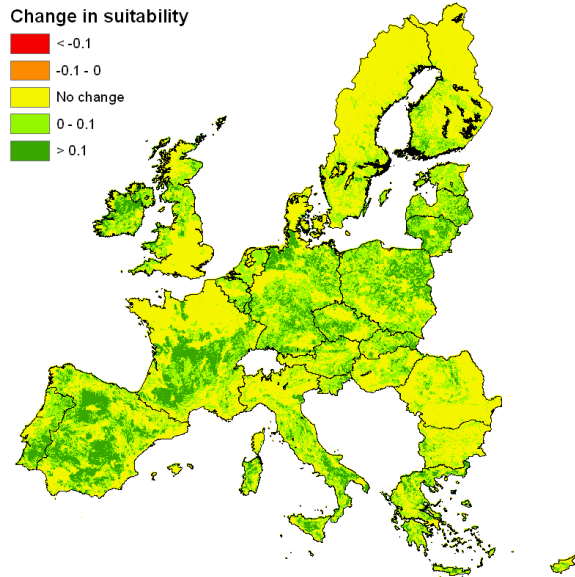 Change in suitability
< -0.1
-0.1 - 0
No change
0 - 0.1
> 0.1